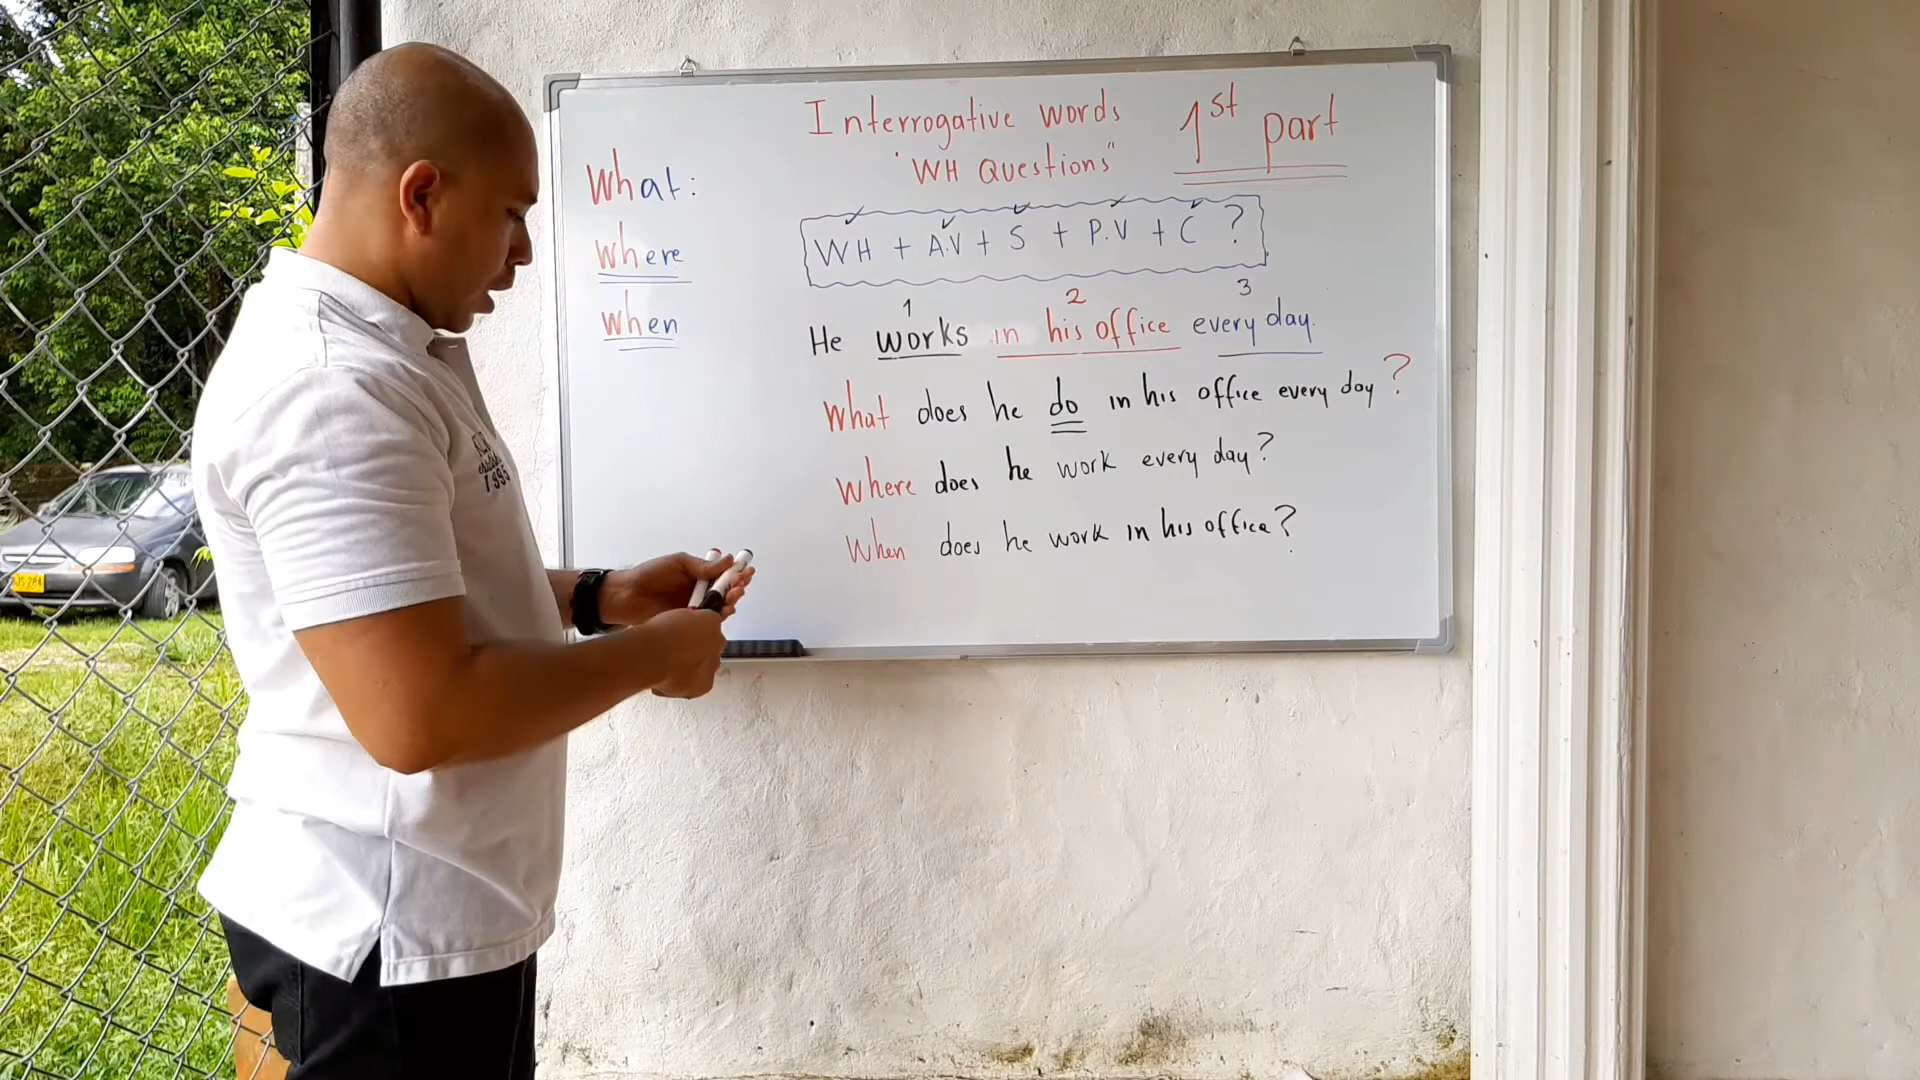 Interrogative words 1st part
"WH Questions"
What:
where
when
WH + A.V + S + P.V + C ?
1 2 3
He works in his office every day.
What does he do in his office every day?
Where does he work every day?
When does he work in his office?
1995